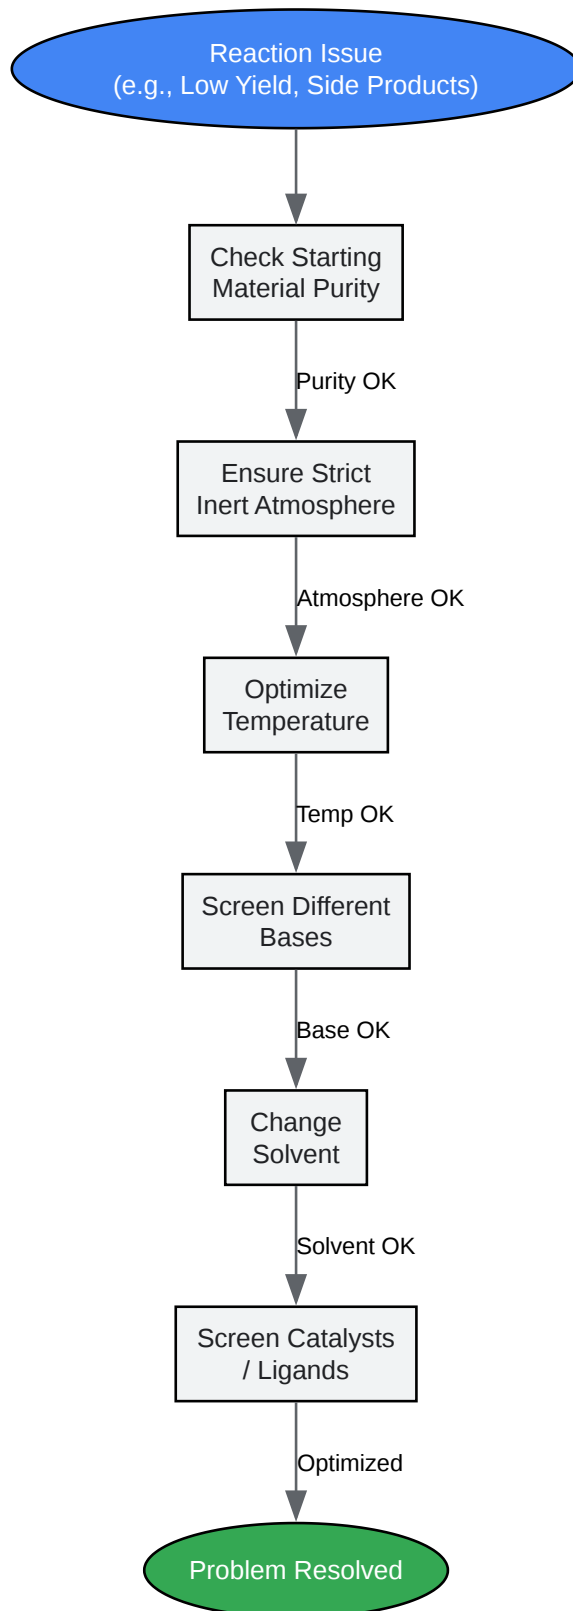 Reaction Issue
(e.g., Low Yield, Side Products)
Check Starting
Material Purity
Purity OK
Ensure Strict
Inert Atmosphere
Atmosphere OK
Optimize
Temperature
Temp OK
Screen Different
Bases
Base OK
Change
Solvent
Solvent OK
Screen Catalysts
/ Ligands
Optimized
Problem Resolved